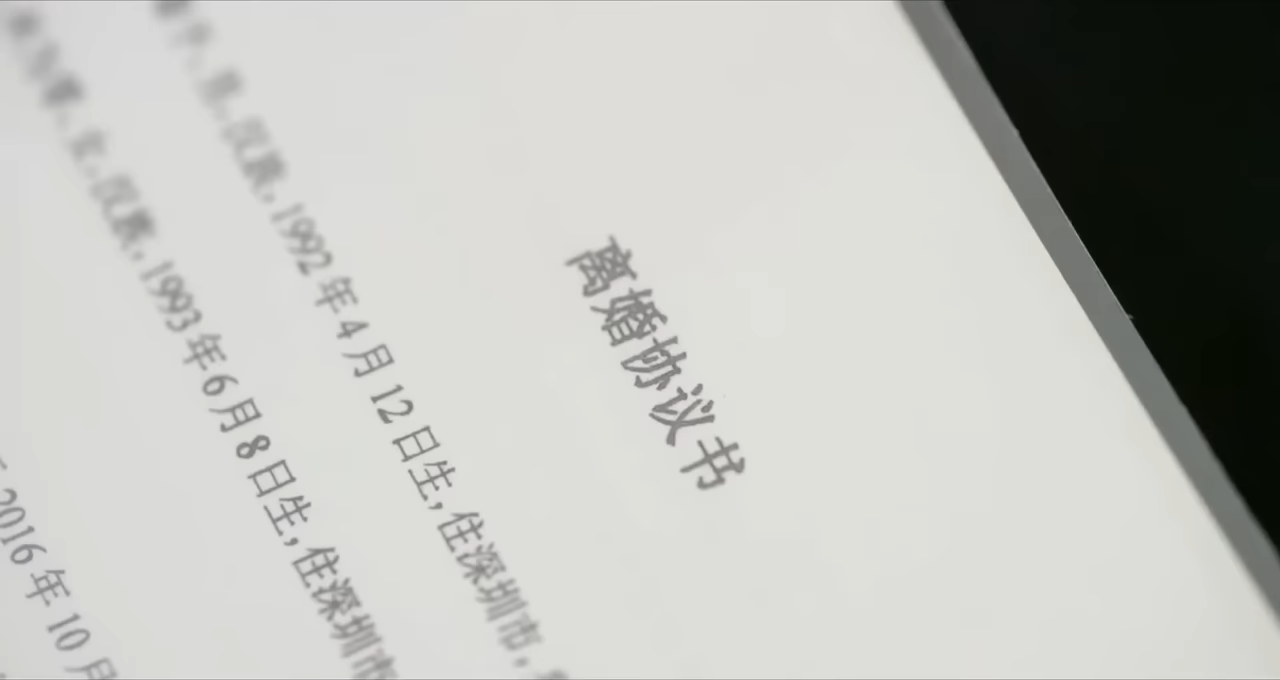 离婚协议书
男,汉族,1992年4月12日生,住深圳市,
女,汉族,1993年6月8日生,住深圳市
2016年10月